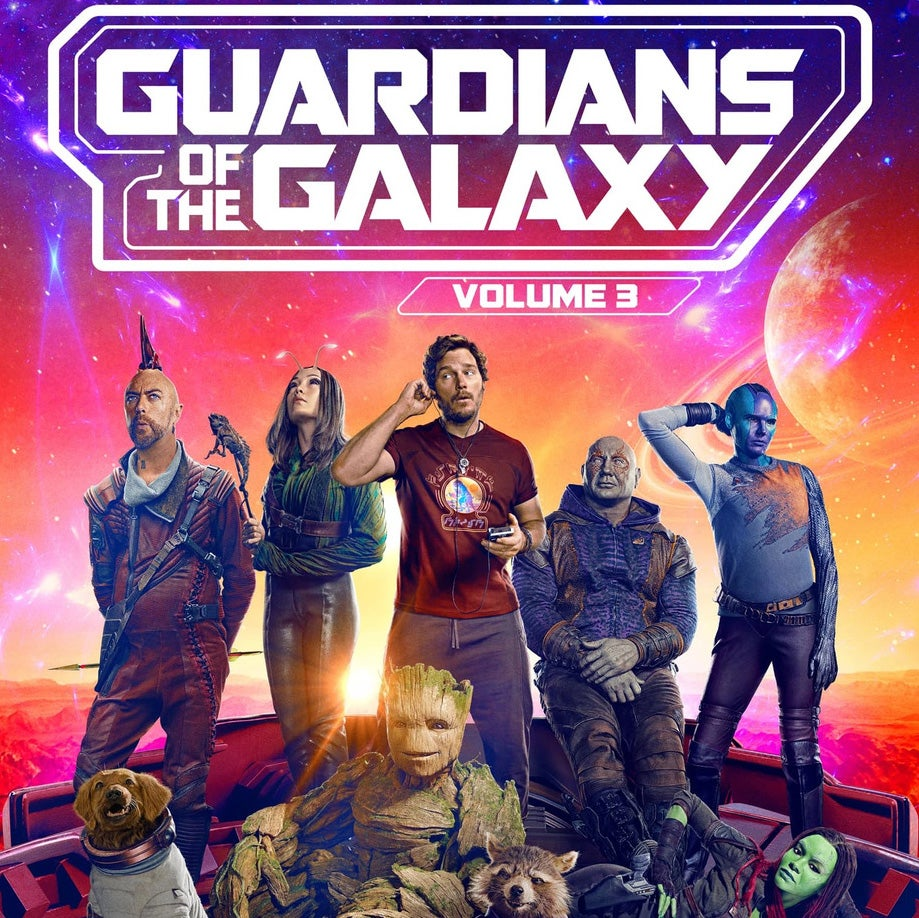 GUARDIANS
OF THE GALAXY
VOLUME 3